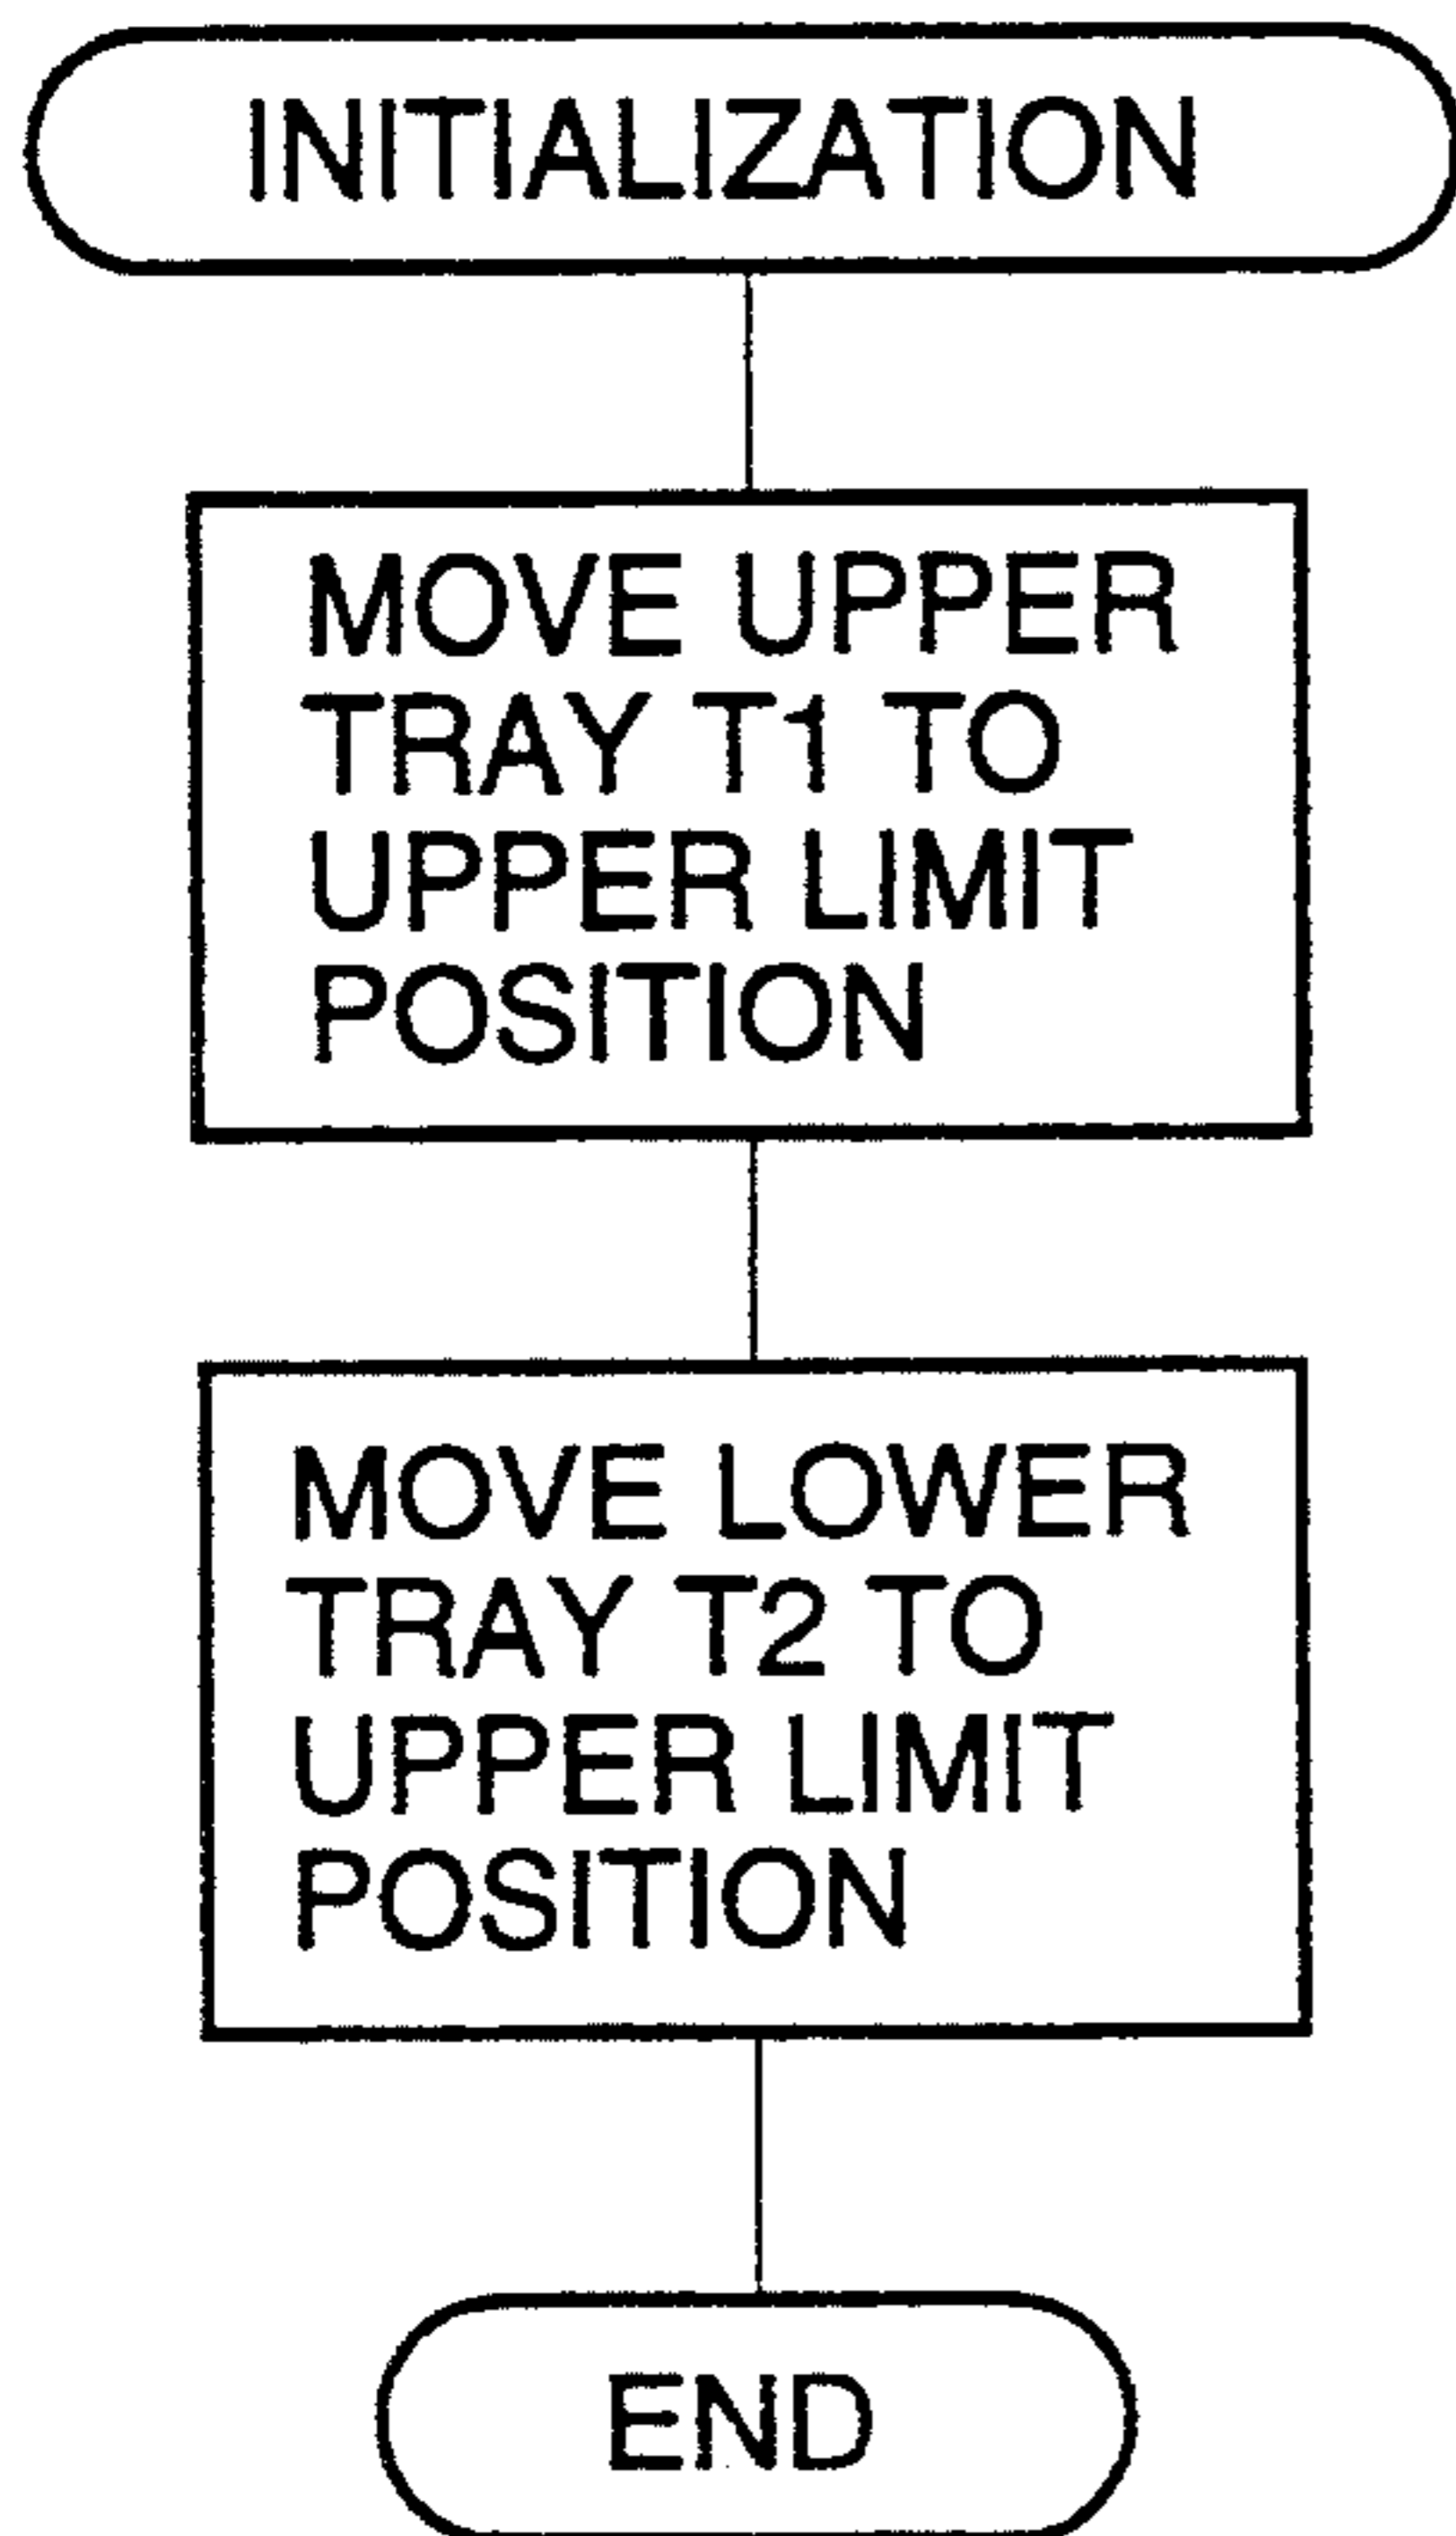 INITIALIZATION
MOVE UPPER
TRAY T1 TO
UPPER LIMIT
POSITION
MOVE LOWER
TRAY T2 TO
UPPER LIMIT
POSITION
END